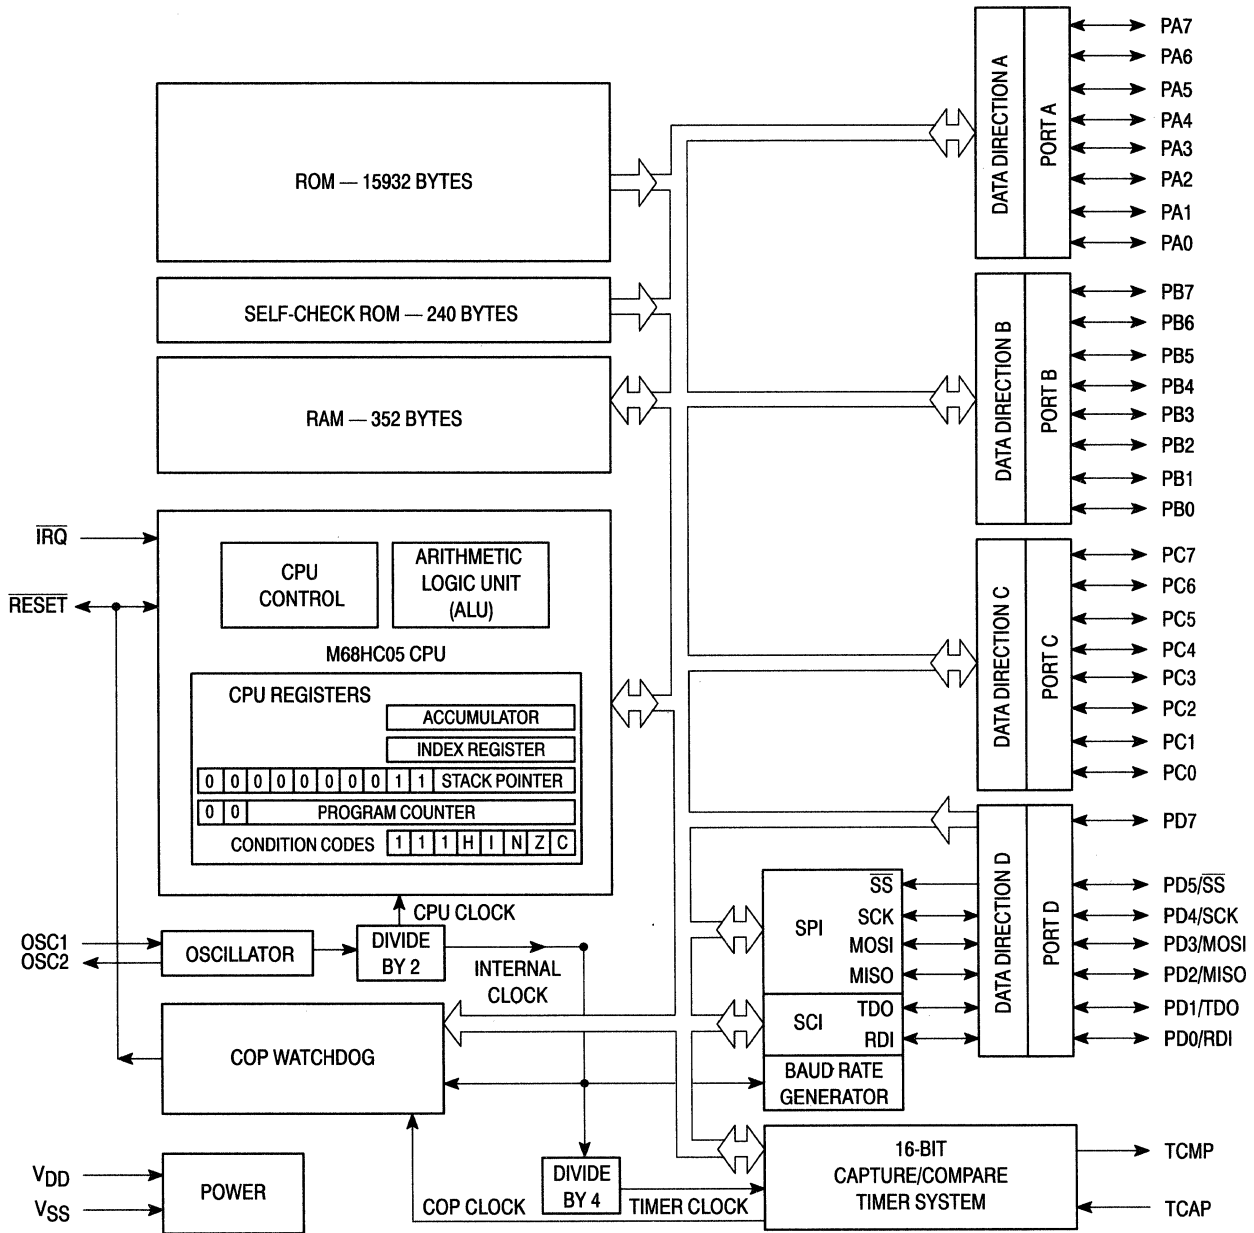 ROM — 15932 BYTES
SELF-CHECK ROM — 240 BYTES
RAM — 352 BYTES
IRQ
RESET
CPU
CONTROL
ARITHMETIC
LOGIC UNIT
(ALU)
M68HC05 CPU
CPU REGISTERS
ACCUMULATOR
INDEX REGISTER
0 0 0 0 0 0 0 0 1 1 STACK POINTER
0 0 PROGRAM COUNTER
CONDITION CODES 1 1 1 H I N Z C
CPU CLOCK
OSC1
OSC2
OSCILLATOR
DIVIDE
BY 2
INTERNAL
CLOCK
COP WATCHDOG
VDD
VSS
POWER
DIVIDE
BY 4
COP CLOCK
TIMER CLOCK
DATA DIRECTION A
PORT A
PA7
PA6
PA5
PA4
PA3
PA2
PA1
PA0
DATA DIRECTION B
PORT B
PB7
PB6
PB5
PB4
PB3
PB2
PB1
PB0
DATA DIRECTION C
PORT C
PC7
PC6
PC5
PC4
PC3
PC2
PC1
PC0
DATA DIRECTION D
PORT D
PD7
PD5/SS
PD4/SCK
PD3/MOSI
PD2/MISO
PD1/TDO
PD0/RDI
SPI
SS
SCK
MOSI
MISO
SCI
TDO
RDI
BAUD RATE
GENERATOR
16-BIT
CAPTURE/COMPARE
TIMER SYSTEM
TCMP
TCAP